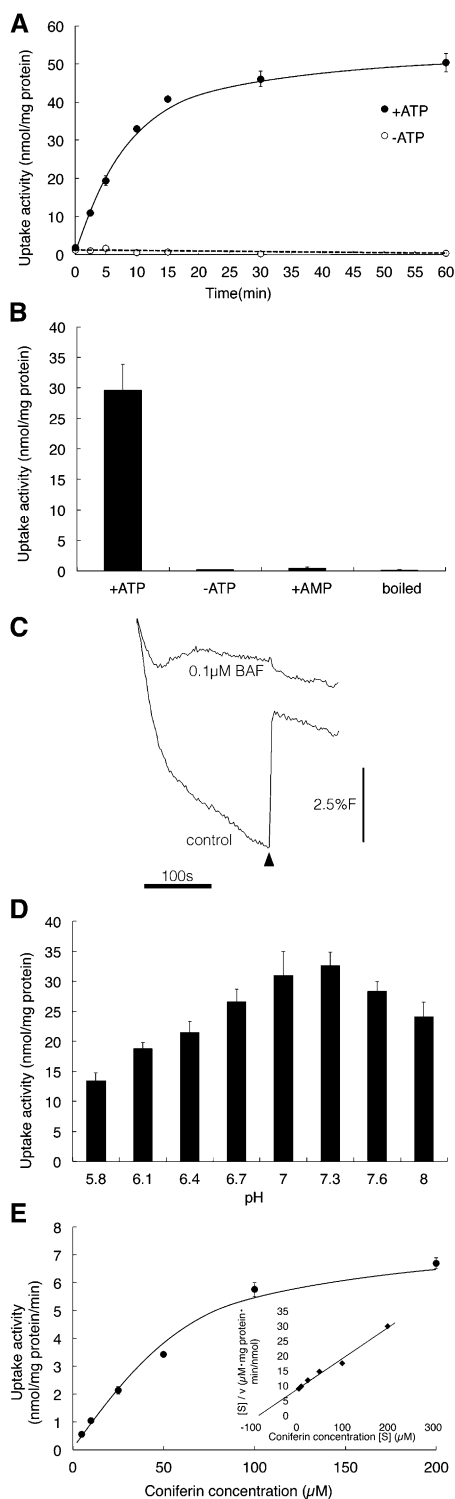 A
Uptake activity (nmol/mg protein)
60
50
40
30
20
10
0
+ATP
-ATP
0 5 10 15 20 25 30 35 40 45 50 55 60
Time(min)
B
Uptake activity (nmol/mg protein)
40
35
30
25
20
15
10
5
0
+ATP -ATP +AMP boiled
C
0.1µM BAF
2.5%F
control
100s
D
Uptake activity (nmol/mg protein)
40
35
30
25
20
15
10
5
0
5.8 6.1 6.4 6.7 7 7.3 7.6 8
pH
E
Uptake activity
(nmol/mg protein/min)
8
7
6
5
4
3
2
1
0
[S] / v (µM・mg protein・
min/nmol)
35
30
25
20
15
10
5
0
-100 0 100 200 300
Coniferin concentration [S] (µM)
0 50 100 150 200
Coniferin concentration (µM)